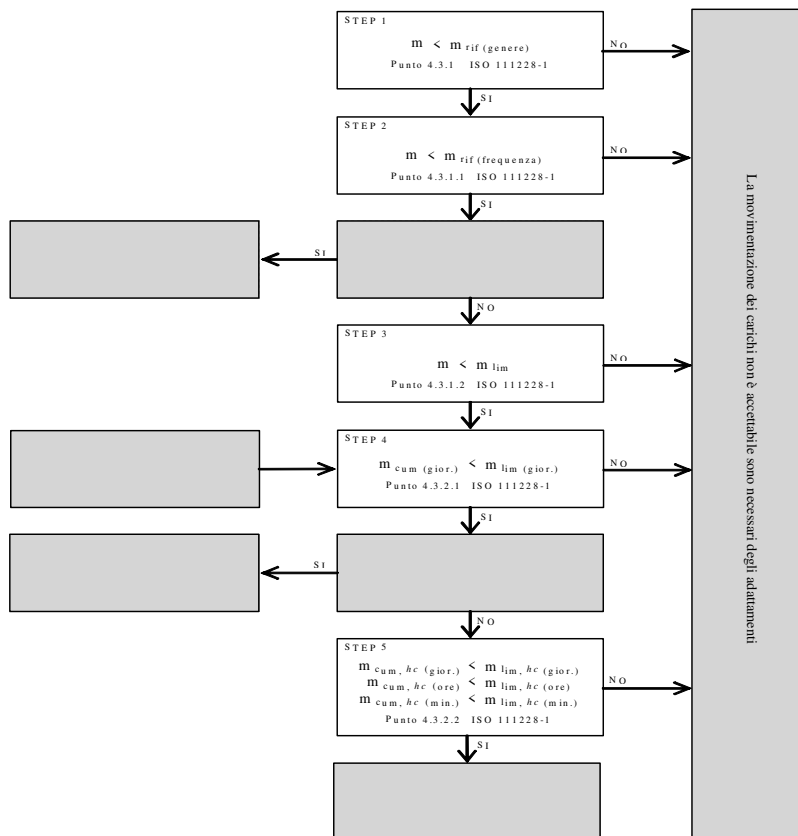 STEP 1
m < m rif (genere)
Punto 4.3.1 ISO 111228-1
NO
SI
STEP 2
m < m rif (frequenza)
Punto 4.3.1.1 ISO 111228-1
NO
SI
SI
NO
STEP 3
m < m lim
Punto 4.3.1.2 ISO 111228-1
NO
SI
STEP 4
m cum (gior.) < m lim (gior.)
Punto 4.3.2.1 ISO 111228-1
NO
SI
SI
NO
STEP 5
m cum, hc (gior.) < m lim, hc (gior.)
m cum, hc (ore) < m lim, hc (ore)
m cum, hc (min.) < m lim, hc (min.)
Punto 4.3.2.2 ISO 111228-1
NO
SI
La movimentazione dei carichi non è accettabile sono necessari degli adattamenti